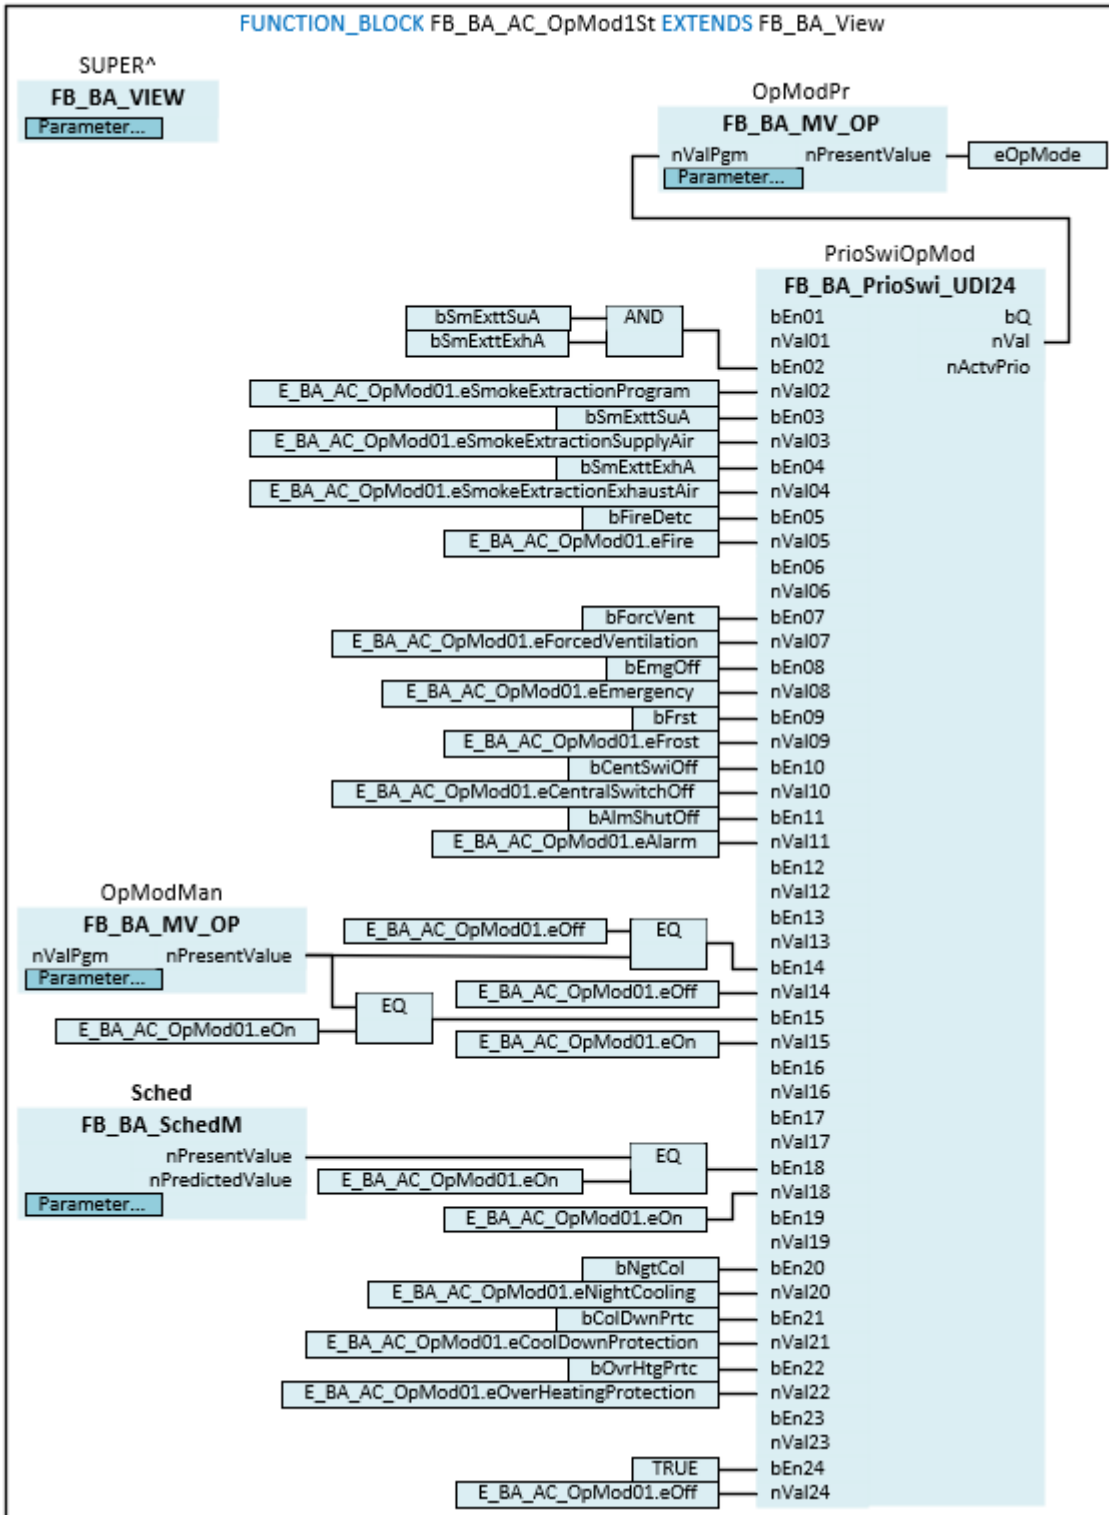 FUNCTION_BLOCK FB_BA_AC_OpMod1St EXTENDS FB_BA_View
SUPER^
FB_BA_VIEW
Parameter...
OpModPr
FB_BA_MV_OP
nValPgm nPresentValue eOpMode
Parameter...
PrioSwiOpMod
FB_BA_PrioSwi_UDI24
bSmExttSuA AND bEn01 bQ
bSmExttExhA nVal01 nVal
bEn02 nActvPrio
E_BA_AC_OpMod01.eSmokeExtractionProgram nVal02
bSmExttSuA bEn03
E_BA_AC_OpMod01.eSmokeExtractionSupplyAir nVal03
bSmExttExhA bEn04
E_BA_AC_OpMod01.eSmokeExtractionExhaustAir nVal04
bFireDetc bEn05
E_BA_AC_OpMod01.eFire nVal05
bEn06
nVal06
bForcVent bEn07
E_BA_AC_OpMod01.eForcedVentilation nVal07
bEmgOff bEn08
E_BA_AC_OpMod01.eEmergency nVal08
bFrst bEn09
E_BA_AC_OpMod01.eFrost nVal09
bCentSwiOff bEn10
E_BA_AC_OpMod01.eCentralSwitchOff nVal10
bAlmShutOff bEn11
E_BA_AC_OpMod01.eAlarm nVal11
bEn12
nVal12
OpModMan
FB_BA_MV_OP
nValPgm nPresentValue
Parameter...
E_BA_AC_OpMod01.eOff EQ bEn13
nVal13
bEn14
E_BA_AC_OpMod01.eOff nVal14
EQ bEn15
E_BA_AC_OpMod01.eOn E_BA_AC_OpMod01.eOn nVal15
bEn16
nVal16
bEn17
nVal17
Sched
FB_BA_SchedM
nPresentValue
nPredictedValue
Parameter...
EQ bEn18
E_BA_AC_OpMod01.eOn nVal18
E_BA_AC_OpMod01.eOn bEn19
nVal19
bNgtCol bEn20
E_BA_AC_OpMod01.eNightCooling nVal20
bColDwnPrtc bEn21
E_BA_AC_OpMod01.eCoolDownProtection nVal21
bOvrHtgPrtc bEn22
E_BA_AC_OpMod01.eOverHeatingProtection nVal22
bEn23
nVal23
TRUE bEn24
E_BA_AC_OpMod01.eOff nVal24